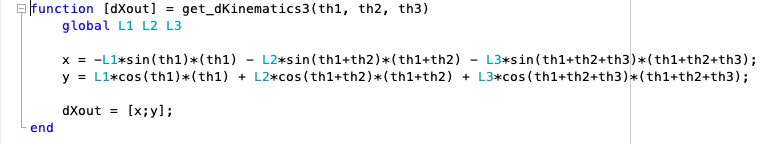 function [dXout] = get_dKinematics3(th1, th2, th3)
global L1 L2 L3
x = -L1*sin(th1)*(th1) - L2*sin(th1+th2)*(th1+th2) - L3*sin(th1+th2+th3)*(th1+th2+th3);
y = L1*cos(th1)*(th1) + L2*cos(th1+th2)*(th1+th2) + L3*cos(th1+th2+th3)*(th1+th2+th3);
dXout = [x;y];
end